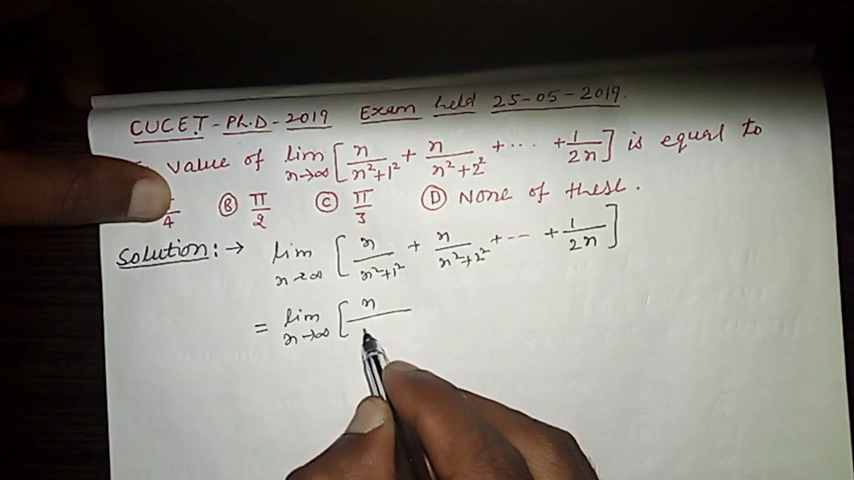 CUCET-Ph.D-2019 Exam held 25-05-2019.
value of lim n→∞ [n/n²+1² + n/n²+2² + ... + 1/2n] is equal to
4 Ⓑ π/2 Ⓒ π/3 Ⓓ None of these.
Solution:→ lim n→∞ [n/n²+1² + n/n²+2² + --- + 1/2n]
= lim n→∞ [n